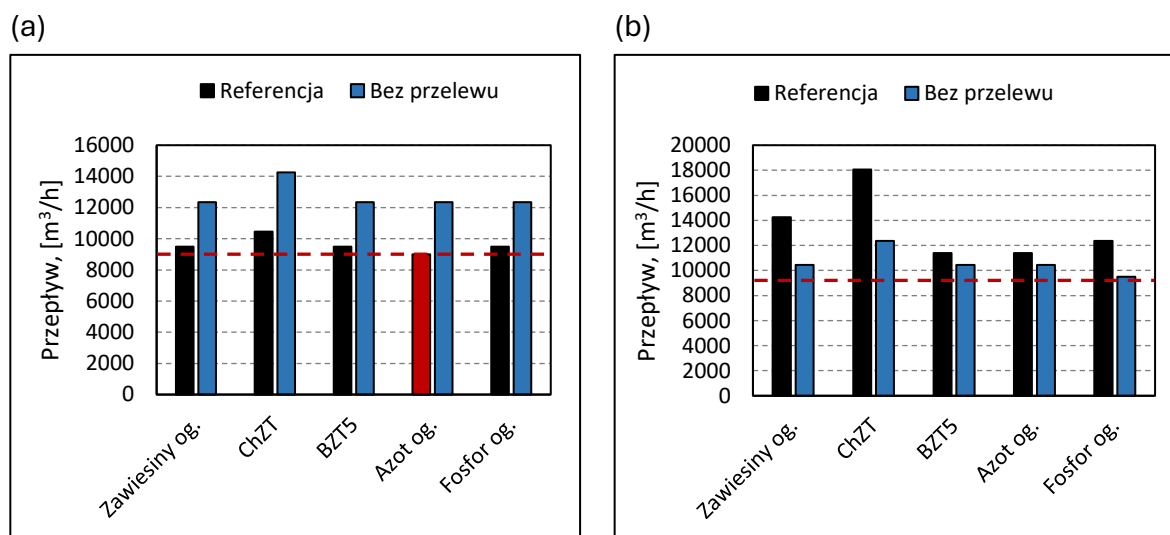 (a)
Referencja Bez przelewu
Przepływ, [m³/h]
16000
14000
12000
10000
8000
6000
4000
2000
0
Zawiesiny og.
ChZT
BZT5
Azot og.
Fosfor og.
(b)
Referencja Bez przelewu
Przepływ, [m³/h]
20000
18000
16000
14000
12000
10000
8000
6000
4000
2000
0
Zawiesiny og.
ChZT
BZT5
Azot og.
Fosfor og.